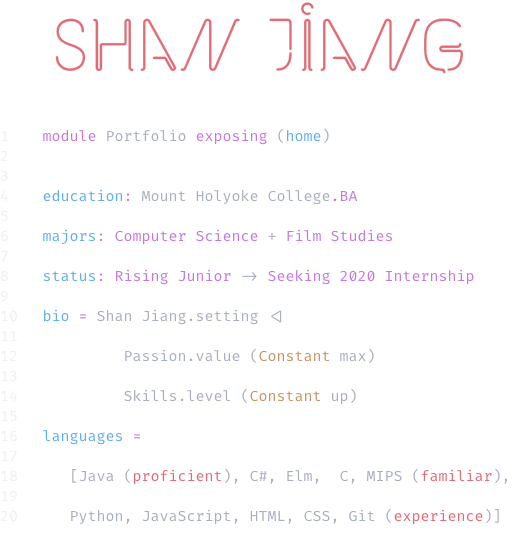 SHAN JIANG
1 module Portfolio exposing (home)
2
3
4 education: Mount Holyoke College.BA
5
6 majors: Computer Science + Film Studies
7
8 status: Rising Junior -> Seeking 2020 Internship
9
10 bio = Shan Jiang.setting <|
11
12 Passion.value (Constant max)
13
14 Skills.level (Constant up)
15
16 languages =
17
18 [Java (proficient), C#, Elm,  C, MIPS (familiar),
19
20 Python, JavaScript, HTML, CSS, Git (experience)]